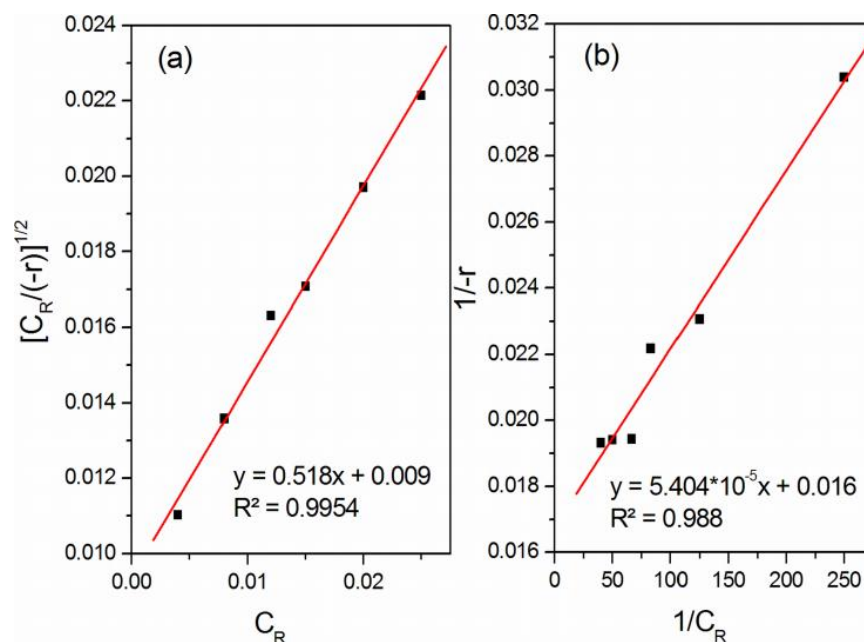 (a)
0.024
0.022
0.020
0.018
0.016
0.014
0.012
0.010
[C_R/(-r)]^{1/2}
y = 0.518x + 0.009
R² = 0.9954
0.00 0.01 0.02
C_R
(b)
0.032
0.030
0.028
0.026
0.024
0.022
0.020
0.018
0.016
1/-r
y = 5.404*10^{-5}x + 0.016
R² = 0.988
0 50 100 150 200 250
1/C_R